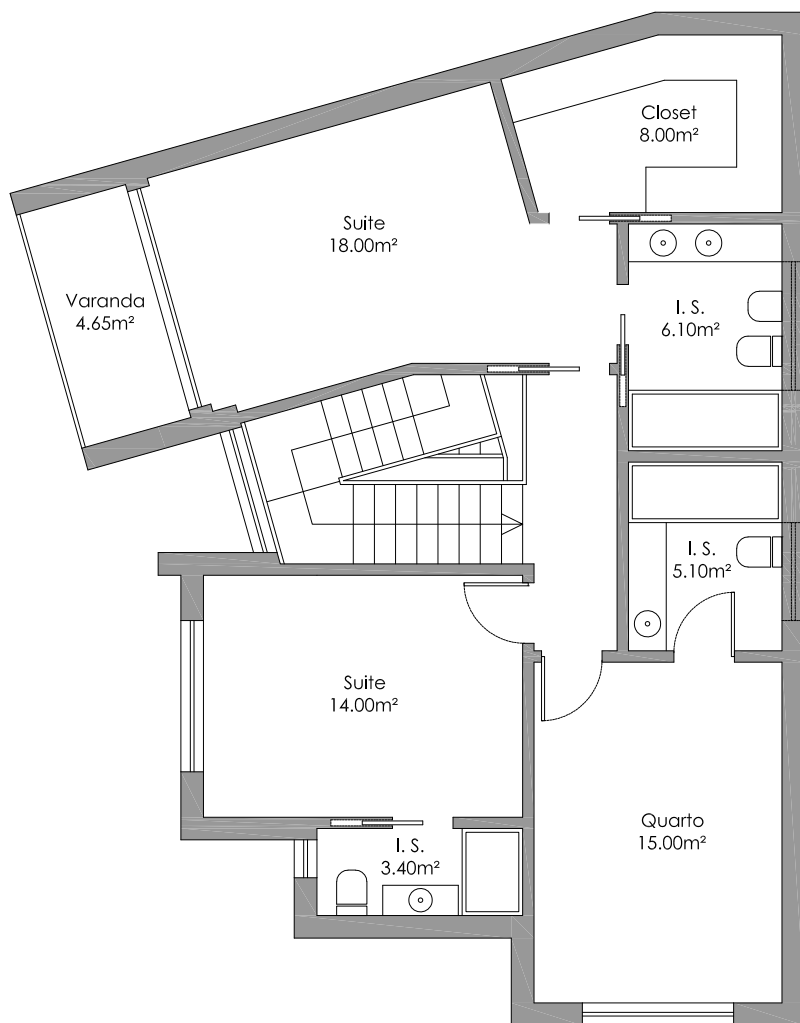 Closet
8.00m²
Suite
18.00m²
Varanda
4.65m²
I. S.
6.10m²
I. S.
5.10m²
Suite
14.00m²
Quarto
15.00m²
I. S.
3.40m²